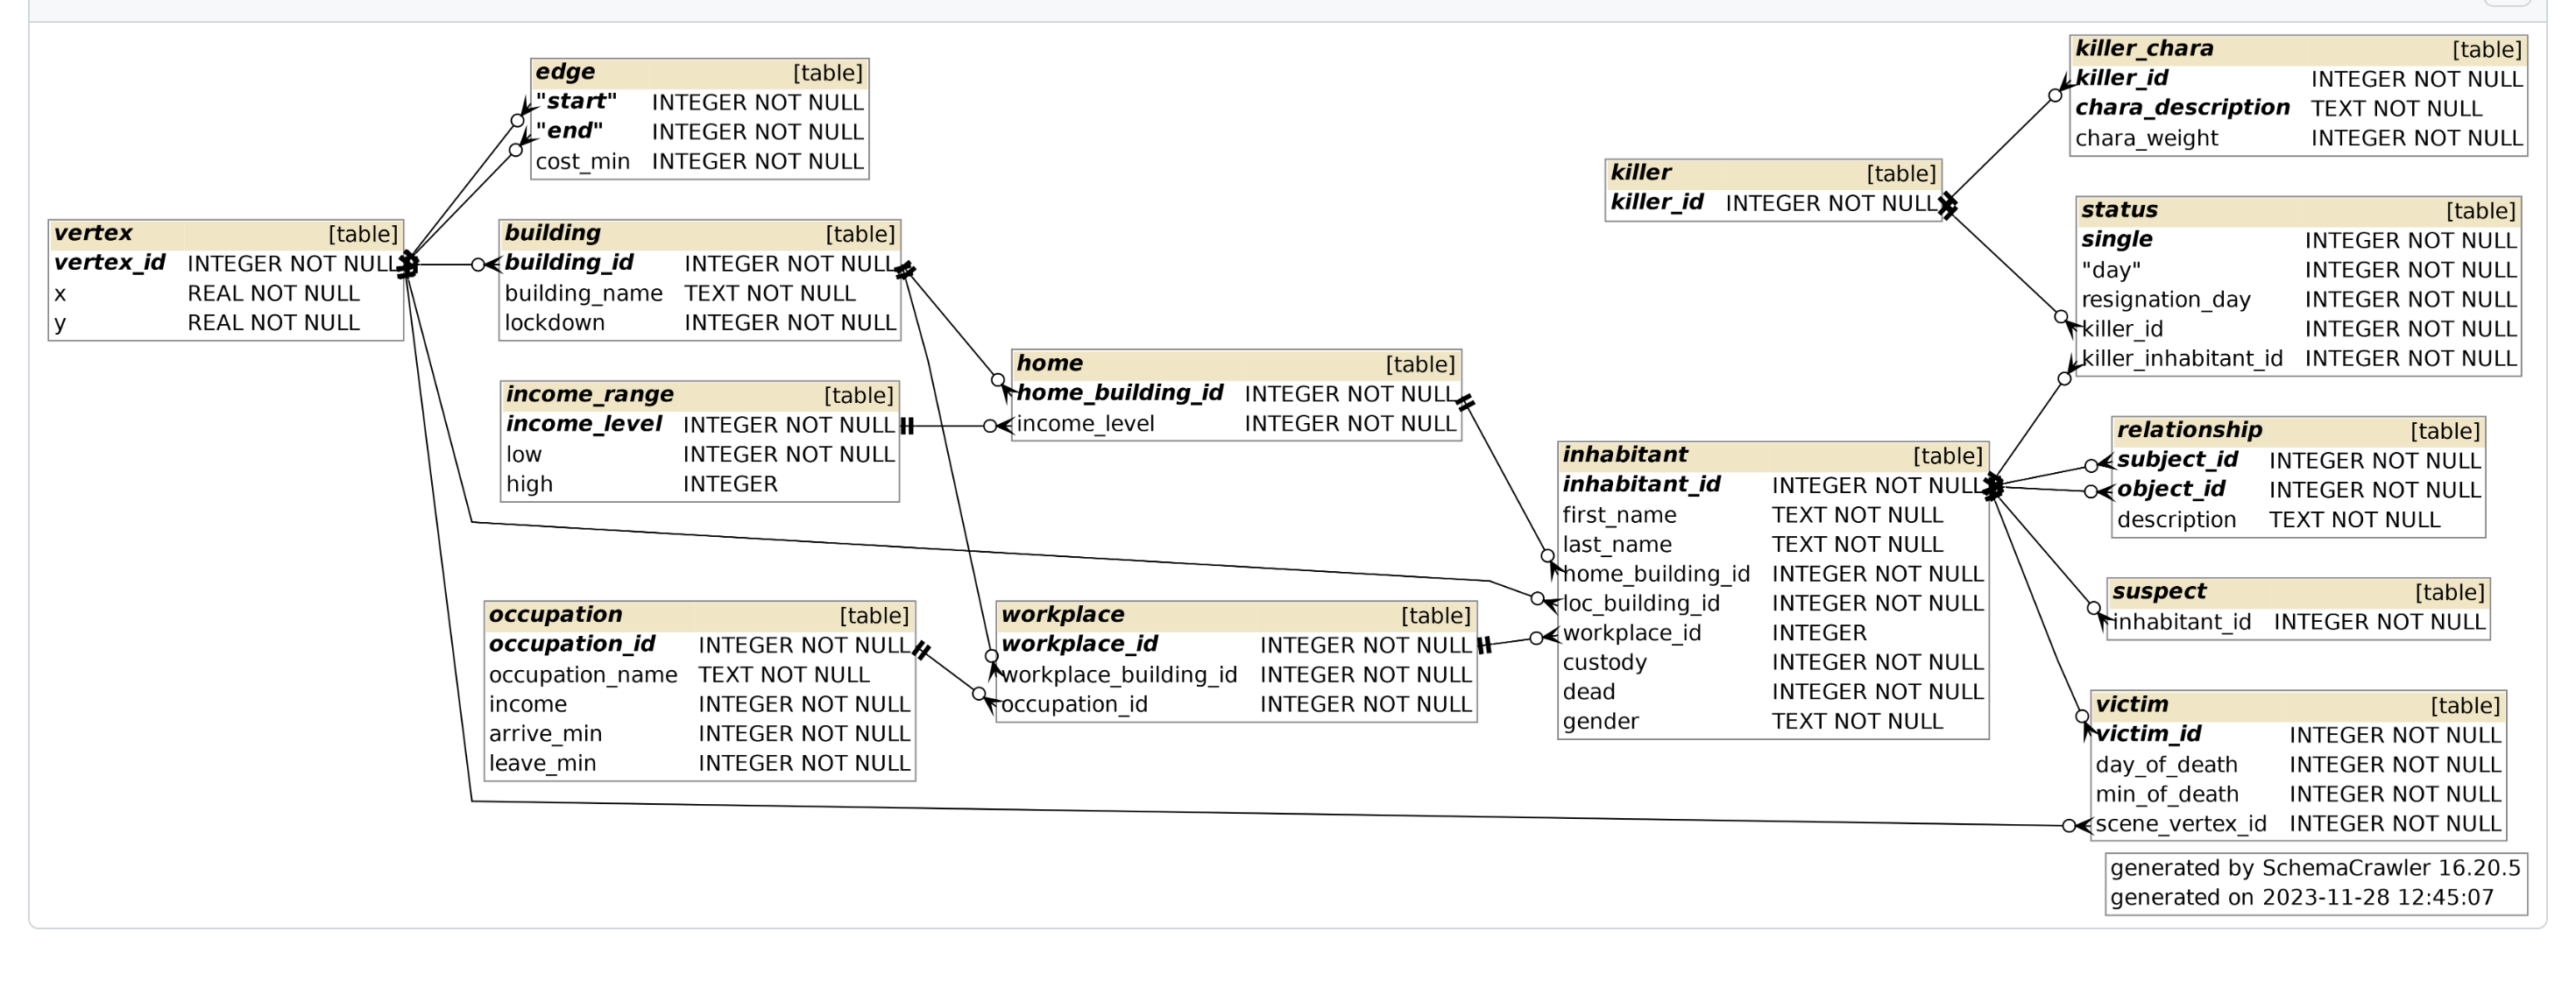 edge [table]
"start" INTEGER NOT NULL
"end" INTEGER NOT NULL
cost_min INTEGER NOT NULL
vertex [table]
vertex_id INTEGER NOT NULL
x REAL NOT NULL
y REAL NOT NULL
building [table]
building_id INTEGER NOT NULL
building_name TEXT NOT NULL
lockdown INTEGER NOT NULL
income_range [table]
income_level INTEGER NOT NULL
low INTEGER NOT NULL
high INTEGER
home [table]
home_building_id INTEGER NOT NULL
income_level INTEGER NOT NULL
occupation [table]
occupation_id INTEGER NOT NULL
occupation_name TEXT NOT NULL
income INTEGER NOT NULL
arrive_min INTEGER NOT NULL
leave_min INTEGER NOT NULL
workplace [table]
workplace_id INTEGER NOT NULL
workplace_building_id INTEGER NOT NULL
occupation_id INTEGER NOT NULL
killer [table]
killer_id INTEGER NOT NULL
inhabitant [table]
inhabitant_id INTEGER NOT NULL
first_name TEXT NOT NULL
last_name TEXT NOT NULL
home_building_id INTEGER NOT NULL
loc_building_id INTEGER NOT NULL
workplace_id INTEGER
custody INTEGER NOT NULL
dead INTEGER NOT NULL
gender TEXT NOT NULL
killer_chara [table]
killer_id INTEGER NOT NULL
chara_description TEXT NOT NULL
chara_weight INTEGER NOT NULL
status [table]
single INTEGER NOT NULL
"day" INTEGER NOT NULL
resignation_day INTEGER NOT NULL
killer_id INTEGER NOT NULL
killer_inhabitant_id INTEGER NOT NULL
relationship [table]
subject_id INTEGER NOT NULL
object_id INTEGER NOT NULL
description TEXT NOT NULL
suspect [table]
inhabitant_id INTEGER NOT NULL
victim [table]
victim_id INTEGER NOT NULL
day_of_death INTEGER NOT NULL
min_of_death INTEGER NOT NULL
scene_vertex_id INTEGER NOT NULL
generated by SchemaCrawler 16.20.5
generated on 2023-11-28 12:45:07